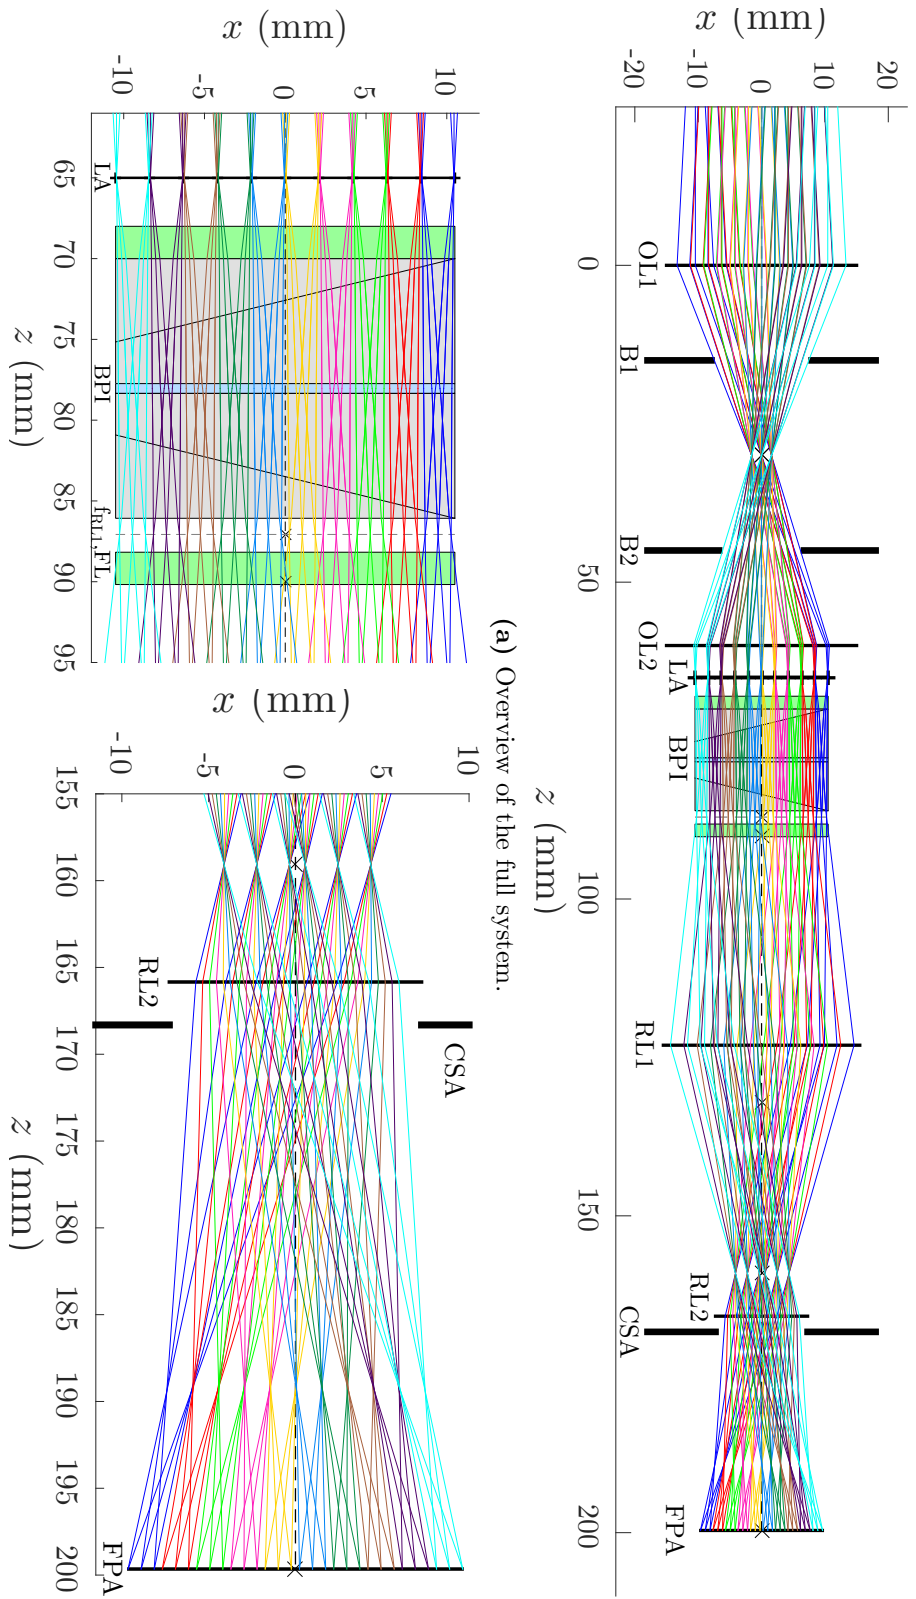 x (mm)
20
10
0
-10
-20
OL1
B1
B2
OL2
LA
BPI
RL1
RL2
CSA
FPA
0
50
100
150
200
z (mm)
(a) Overview of the full system.
x (mm)
10
5
0
-5
-10
LA
BPI
f_RL1,FL
65
70
75
80
85
90
95
z (mm)
x (mm)
10
5
0
-5
-10
RL2
CSA
FPA
155
160
165
170
175
180
185
190
195
200
z (mm)